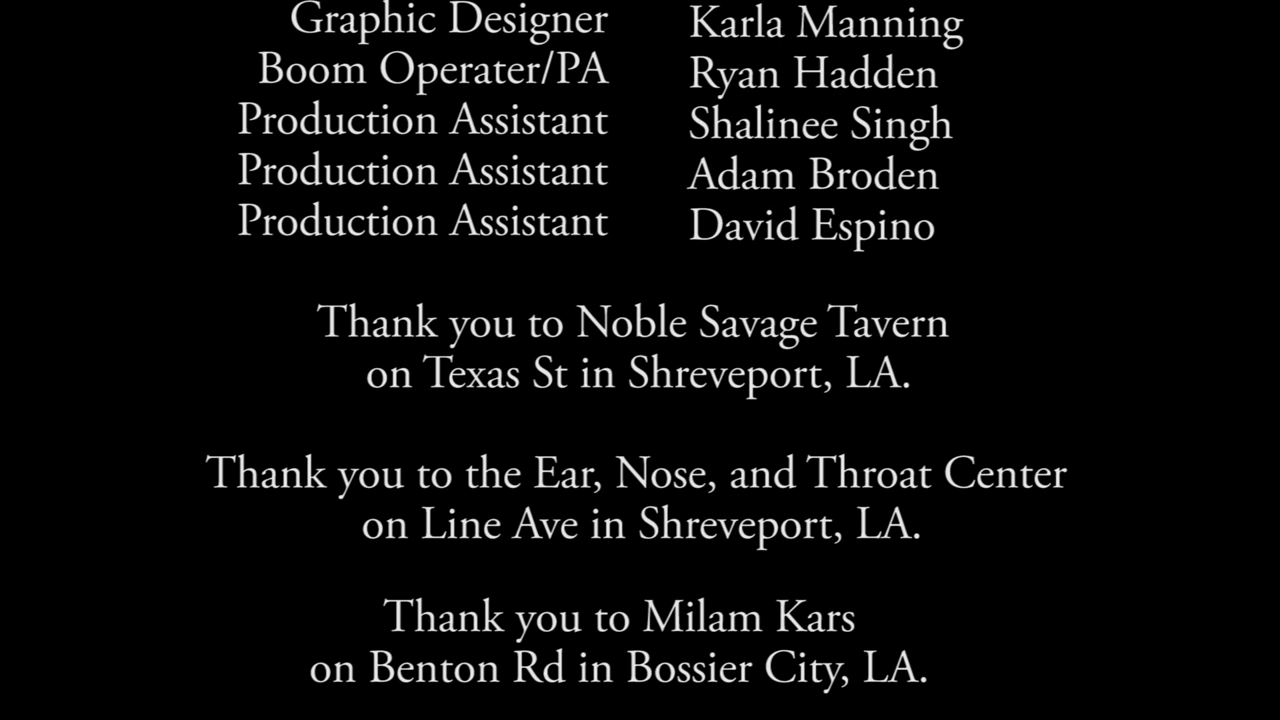 Graphic Designer Karla Manning
Boom Operater/PA Ryan Hadden
Production Assistant Shalinee Singh
Production Assistant Adam Broden
Production Assistant David Espino
Thank you to Noble Savage Tavern
on Texas St in Shreveport, LA.
Thank you to the Ear, Nose, and Throat Center
on Line Ave in Shreveport, LA.
Thank you to Milam Kars
on Benton Rd in Bossier City, LA.